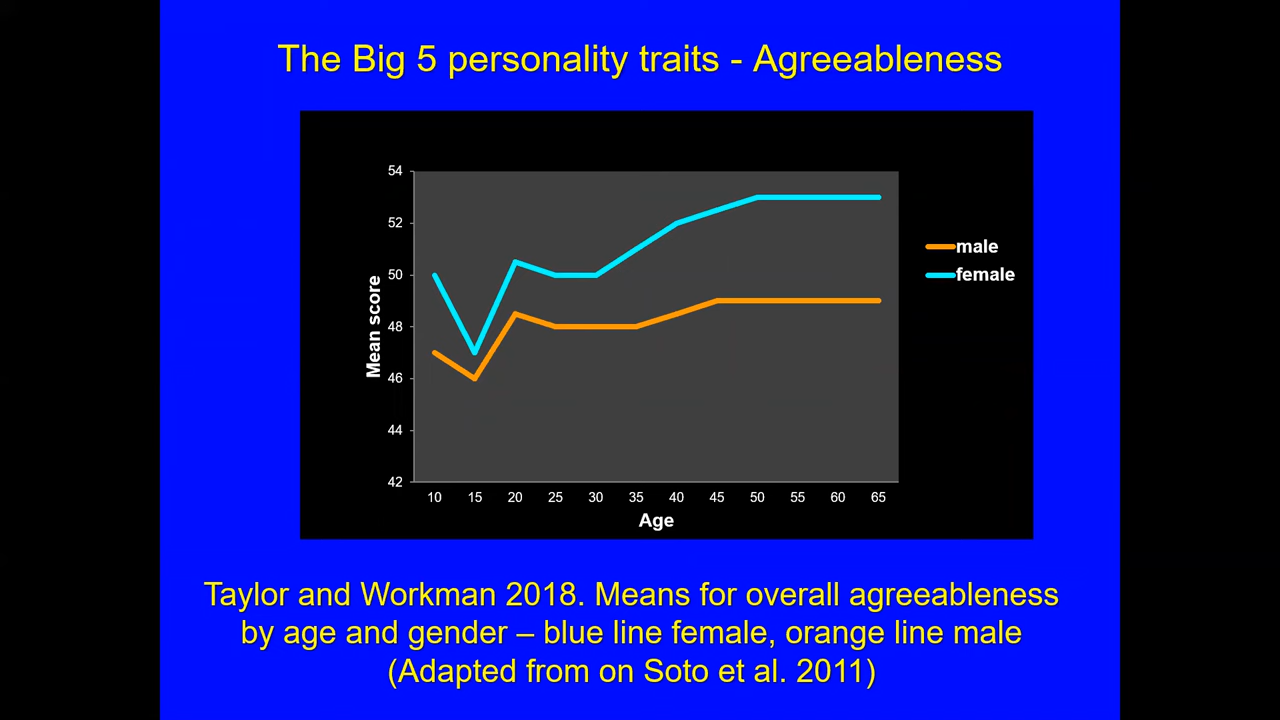 The Big 5 personality traits - Agreeableness
54
52
50
48
46
44
42
Mean score
10 15 20 25 30 35 40 45 50 55 60 65
Age
male
female
Taylor and Workman 2018. Means for overall agreeableness
by age and gender – blue line female, orange line male
(Adapted from on Soto et al. 2011)